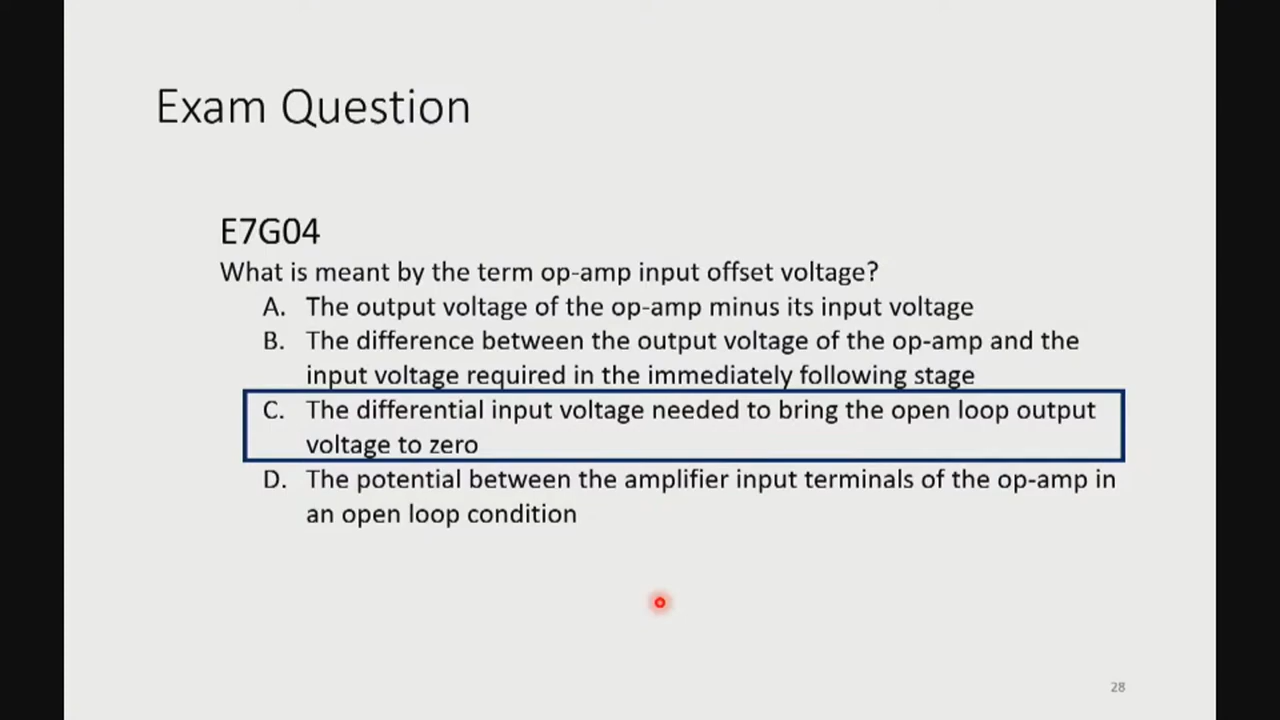 Exam Question
E7G04
What is meant by the term op-amp input offset voltage?
A. The output voltage of the op-amp minus its input voltage
B. The difference between the output voltage of the op-amp and the
input voltage required in the immediately following stage
C. The differential input voltage needed to bring the open loop output
voltage to zero
D. The potential between the amplifier input terminals of the op-amp in
an open loop condition
28